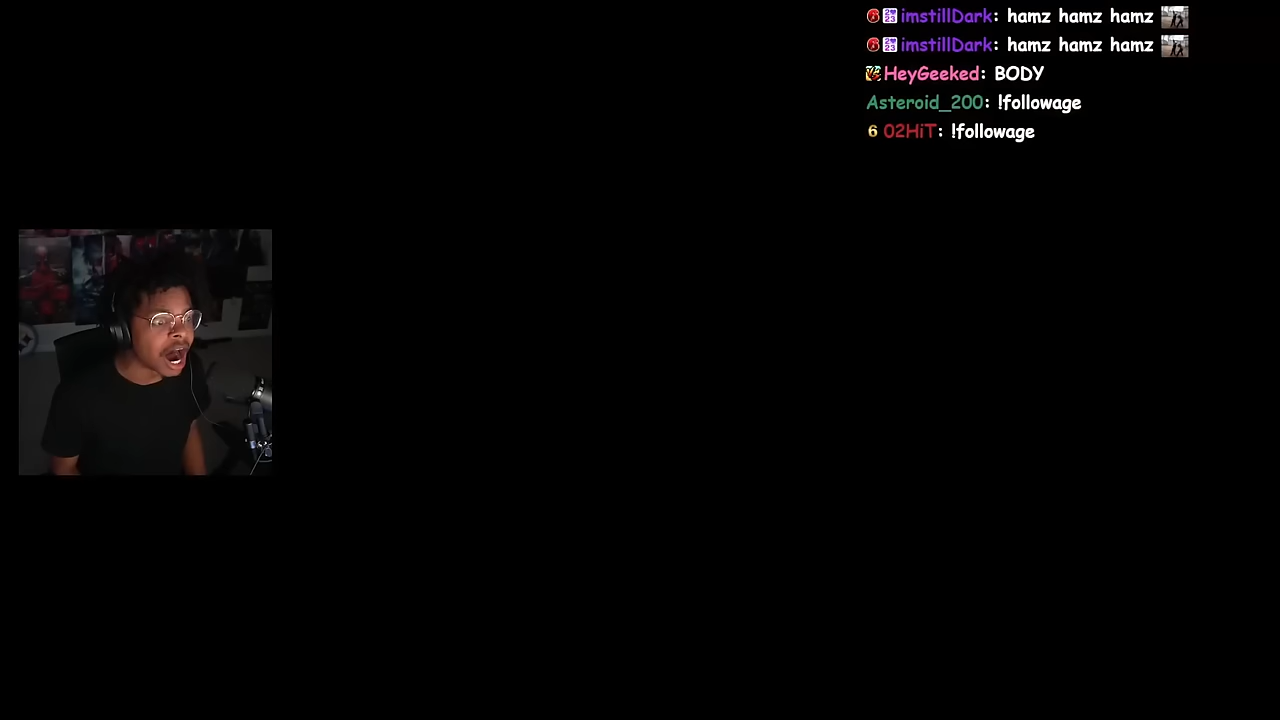 imstillDark: hamz hamz hamz
imstillDark: hamz hamz hamz
HeyGeeked: BODY
Asteroid_200: !followage
6 02HiT: !followage